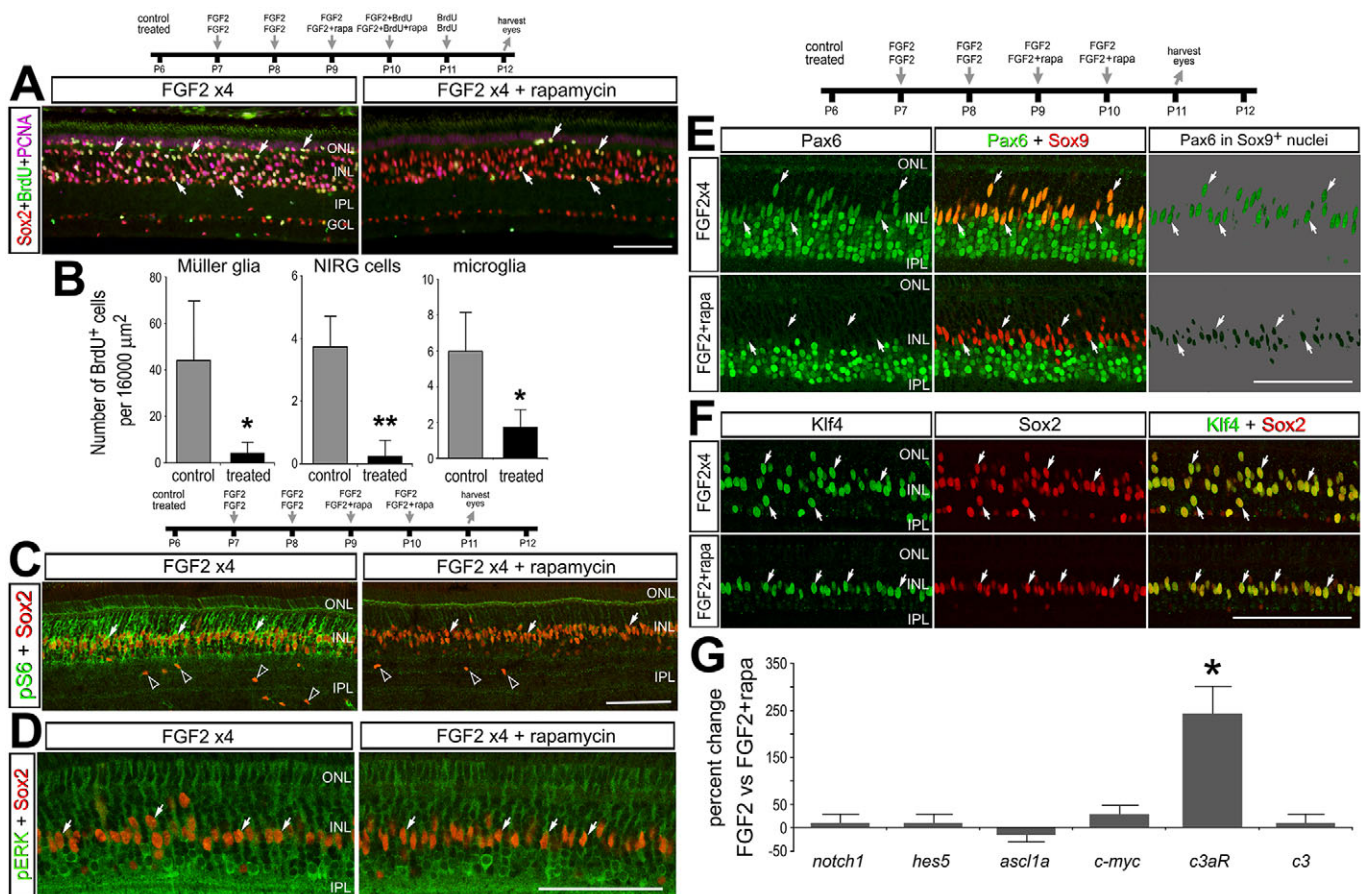 control
treated
FGF2
FGF2
FGF2
FGF2
FGF2
FGF2+rapa
FGF2+BrdU
FGF2+BrdU+rapa
BrdU
BrdU
harvest
eyes
P6 P7 P8 P9 P10 P11 P12
A
FGF2 x4
FGF2 x4 + rapamycin
Sox2+BrdU+PCNA
ONL
INL
IPL
GCL
B
Müller glia
NIRG cells
microglia
Number of BrdU+ cells
per 16000 µm2
80
60
40
20
0
*
control treated
6
4
2
0
**
control treated
10
8
6
4
2
0
*
control treated
control
treated
FGF2
FGF2
FGF2
FGF2
FGF2
FGF2+rapa
FGF2
FGF2+rapa
harvest
eyes
P6 P7 P8 P9 P10 P11 P12
C
FGF2 x4
FGF2 x4 + rapamycin
pS6 + Sox2
ONL
INL
IPL
ONL
INL
IPL
D
FGF2 x4
FGF2 x4 + rapamycin
pERK + Sox2
ONL
INL
IPL
control
treated
FGF2
FGF2
FGF2
FGF2
FGF2
FGF2+rapa
FGF2
FGF2+rapa
harvest
eyes
P6 P7 P8 P9 P10 P11 P12
E
Pax6
Pax6 + Sox9
Pax6 in Sox9+ nuclei
FGF2x4
ONL
INL
IPL
FGF2+rapa
ONL
INL
IPL
F
Klf4
Sox2
Klf4 + Sox2
FGF2x4
ONL
INL
IPL
FGF2+rapa
ONL
INL
IPL
G
percent change
FGF2 vs FGF2+rapa
350
250
150
50
0
-50
*
notch1 hes5 ascl1a c-myc c3aR c3